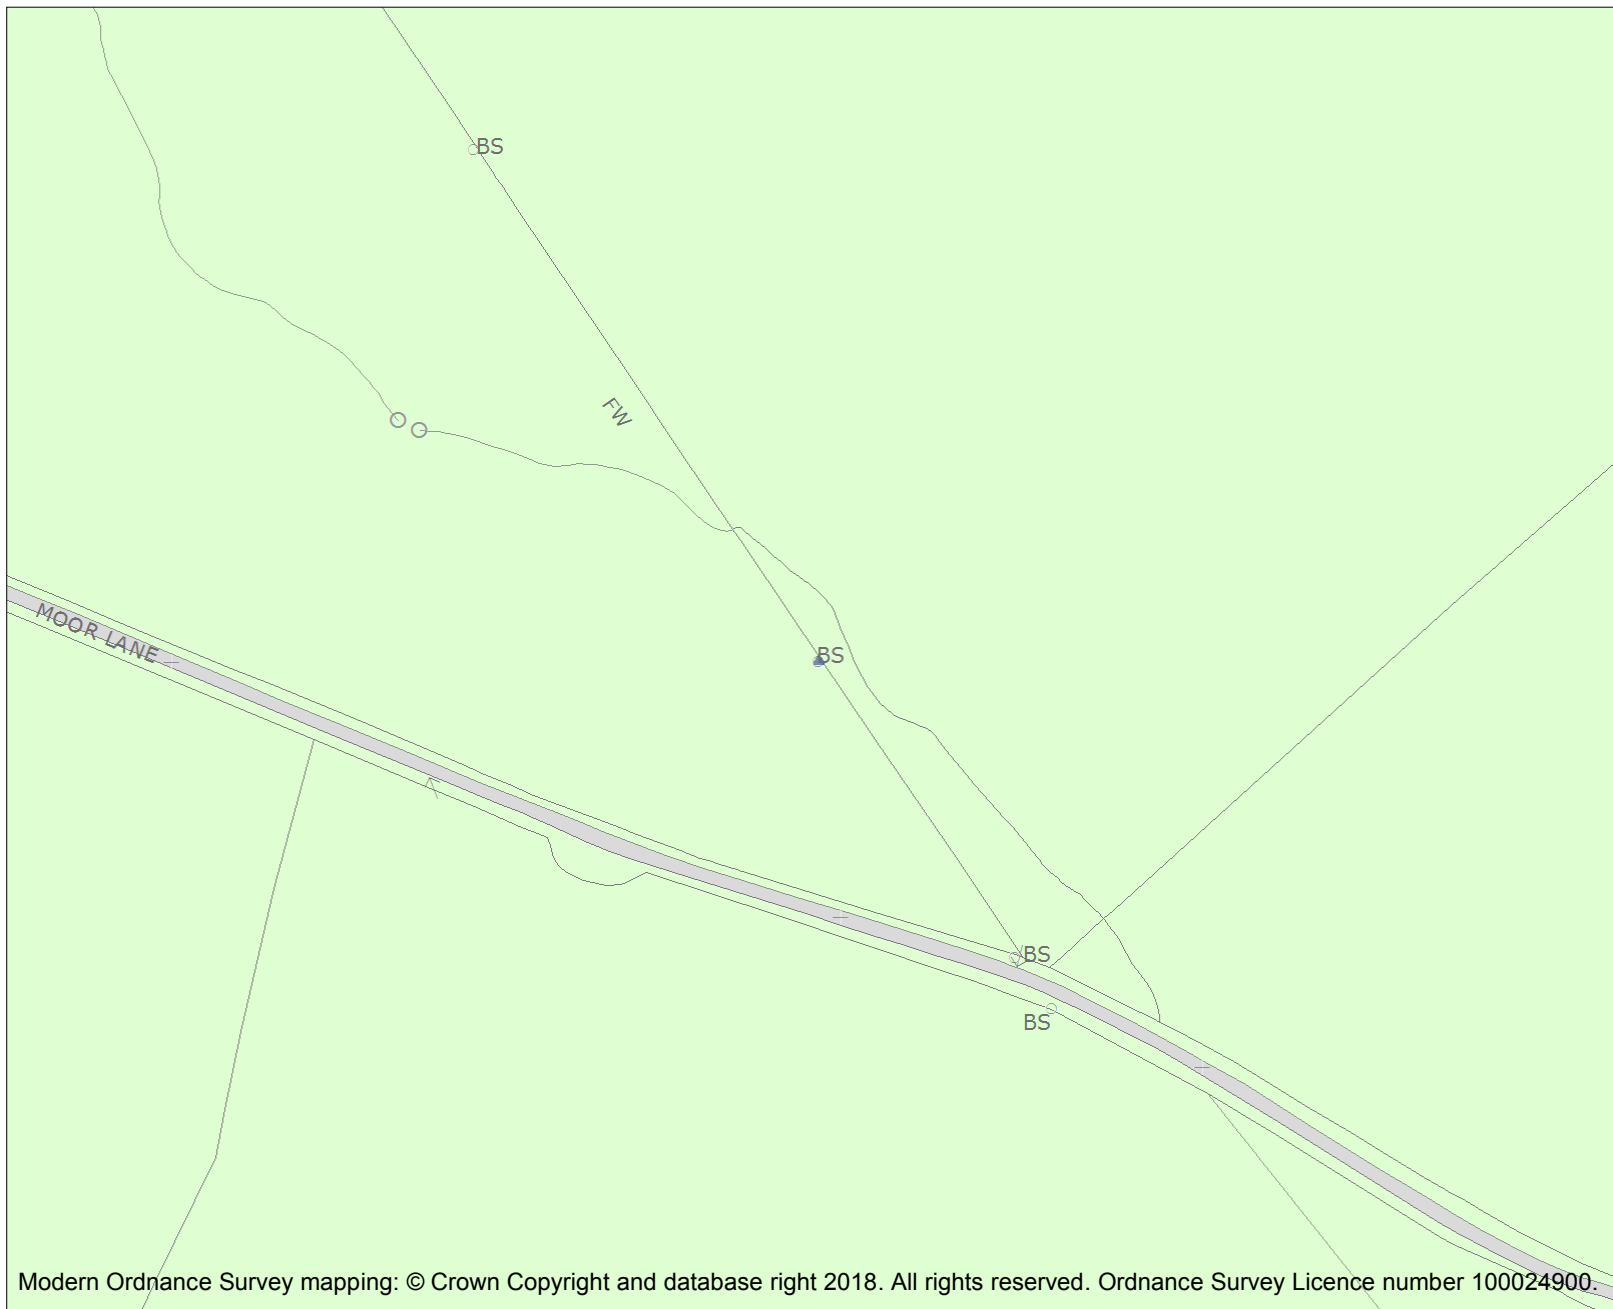 BS
FW
MOOR LANE
BS
BS
BS
Modern Ordnance Survey mapping: © Crown Copyright and database right 2018. All rights reserved. Ordnance Survey Licence number 100024900.